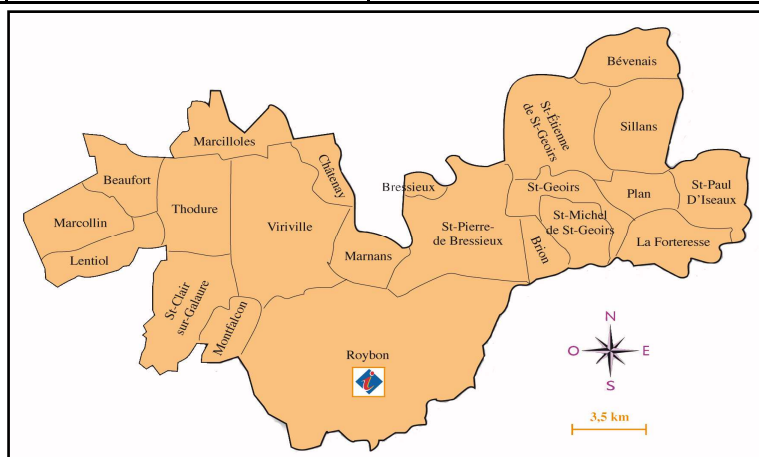 Bévenais
St-Étienne
de St-Geoirs
Sillans
Marcilloles
Châtenay
Beaufort
Bressieux
St-Geoirs
Plan
St-Paul
D'Iseaux
Thodure
Marcollin
Viriville
St-Pierre-
de Bressieux
St-Michel
de St-Geoirs
Brion
La Forteresse
Lentiol
Marnans
St-Clair
sur-Galaure
Montfalcon
Roybon
i
N
O
E
S
3,5 km